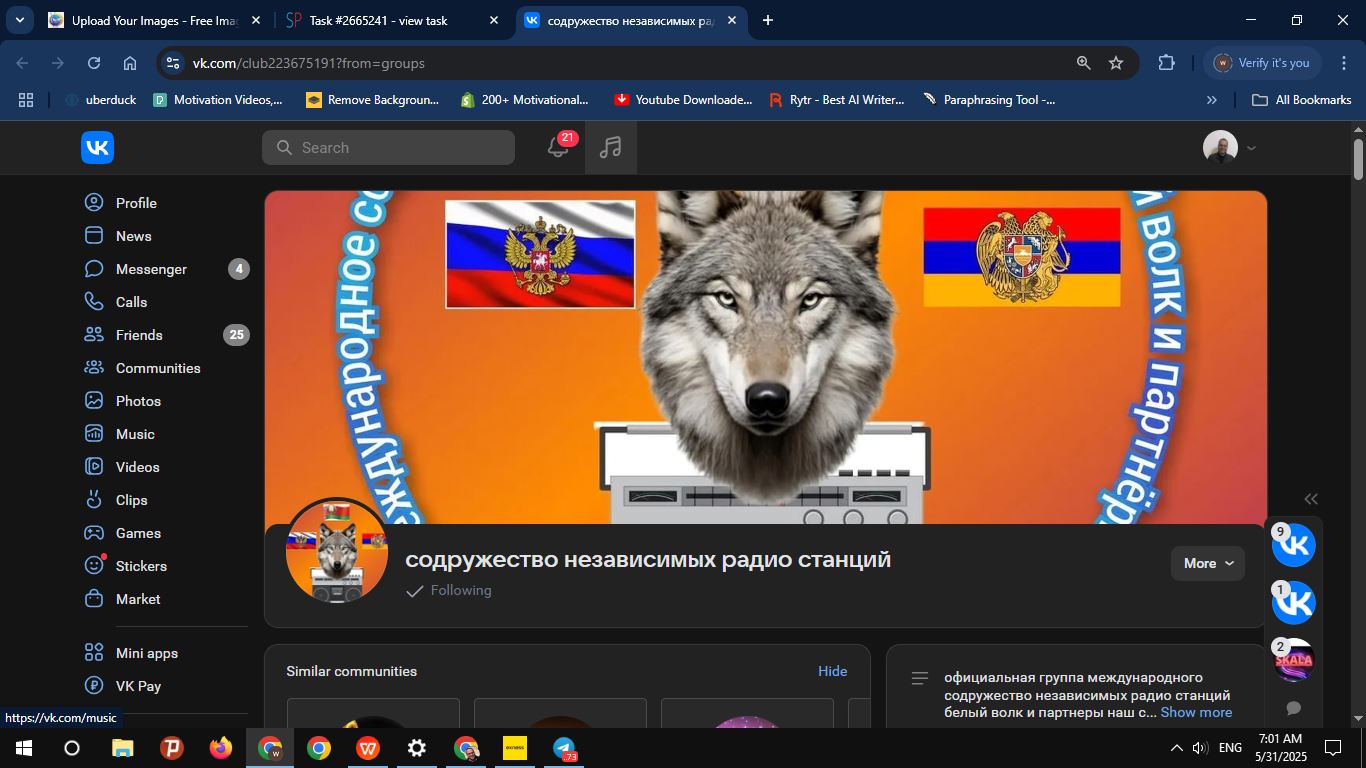 Upload Your Images - Free Imag
Task #2665241 - view task
содружество независимых ра
vk.com/club223675191?from=groups
Verify it's you
uberduck
Motivation Videos,...
Remove Backgroun...
200+ Motivational...
Youtube Downloade...
Rytr - Best AI Writer...
Paraphrasing Tool -...
All Bookmarks
Search
21
Profile
News
Messenger
4
Calls
Friends
25
Communities
Photos
Music
Videos
Clips
Games
Stickers
Market
Mini apps
VK Pay
ждународное со
й волк и партнёр
содружество независимых радио станций
Following
More
9
1
2
SKALA
Similar communities
Hide
официальная группа международного
содружество независимых радио станций
белый волк и партнеры наш с... Show more
https://vk.com/music
exness
73
ENG
7:01 AM
5/31/2025